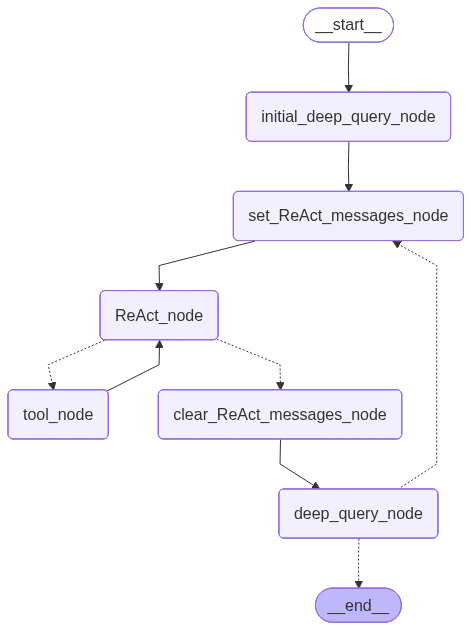 __start__
initial_deep_query_node
set_ReAct_messages_node
ReAct_node
tool_node
clear_ReAct_messages_node
deep_query_node
__end__